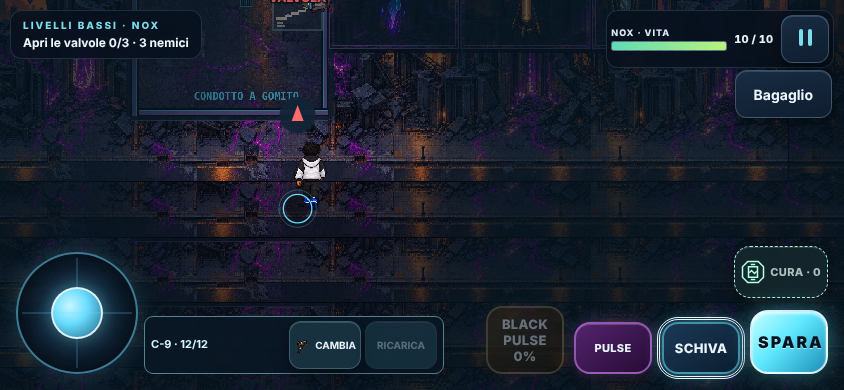 VALVOLA
LIVELLI BASSI · NOX
Apri le valvole 0/3 · 3 nemici
NOX · VITA
10 / 10
Bagaglio
CONDOTTO A GOMITO
CURA · 0
C-9 · 12/12
CAMBIA
RICARICA
BLACK
PULSE
0%
PULSE
SCHIVA
SPARA